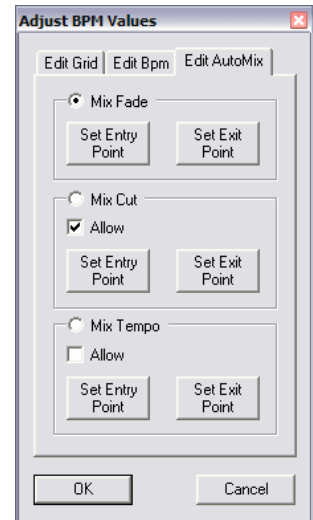 Adjust BPM Values
Edit Grid Edit Bpm Edit AutoMix
Mix Fade
Set Entry Set Exit
Point Point
Mix Cut
Allow
Set Entry Set Exit
Point Point
Mix Tempo
Allow
Set Entry Set Exit
Point Point
OK Cancel